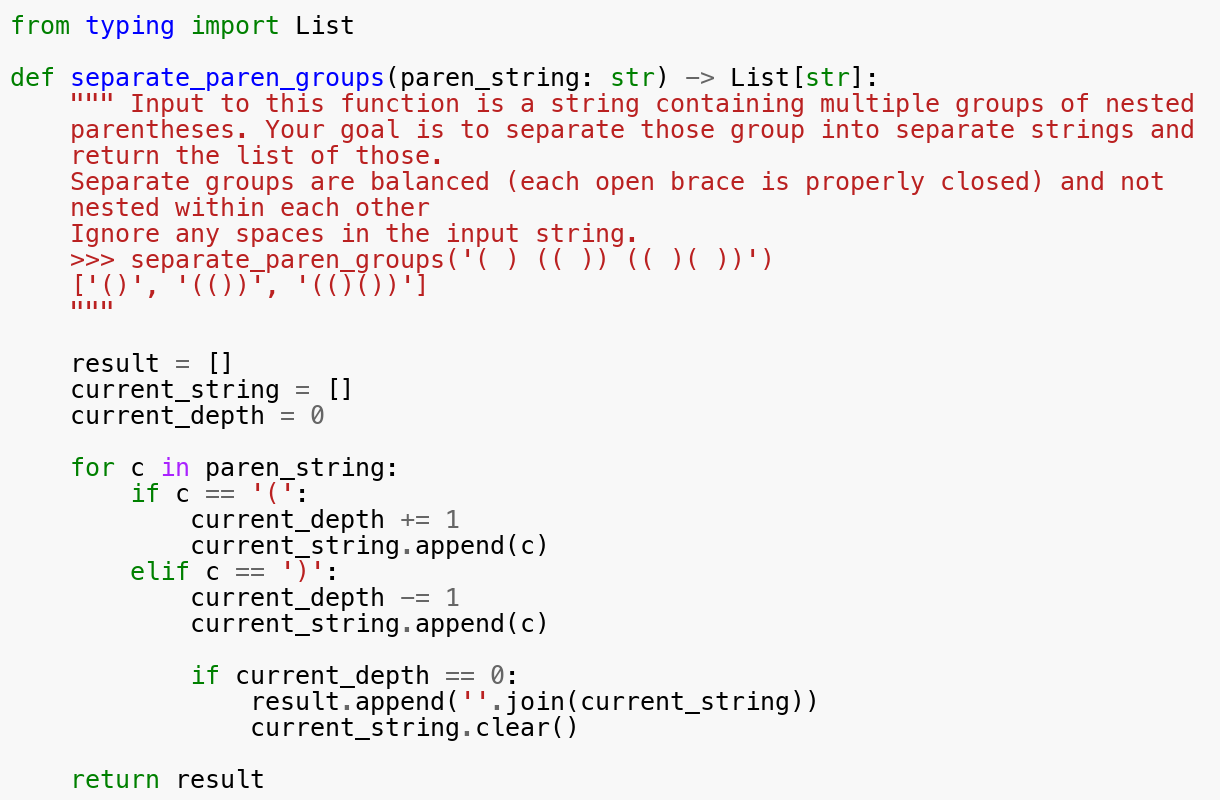 from typing import List

def separate_paren_groups(paren_string: str) -> List[str]:
    """ Input to this function is a string containing multiple groups of nested
    parentheses. Your goal is to separate those group into separate strings and
    return the list of those.
    Separate groups are balanced (each open brace is properly closed) and not
    nested within each other
    Ignore any spaces in the input string.
    >>> separate_paren_groups('( ) (( )) (( )( ))')
    ['()', '(())', '(()())']
    """

    result = []
    current_string = []
    current_depth = 0

    for c in paren_string:
        if c == '(':
            current_depth += 1
            current_string.append(c)
        elif c == ')':
            current_depth -= 1
            current_string.append(c)

            if current_depth == 0:
                result.append(''.join(current_string))
                current_string.clear()

    return result